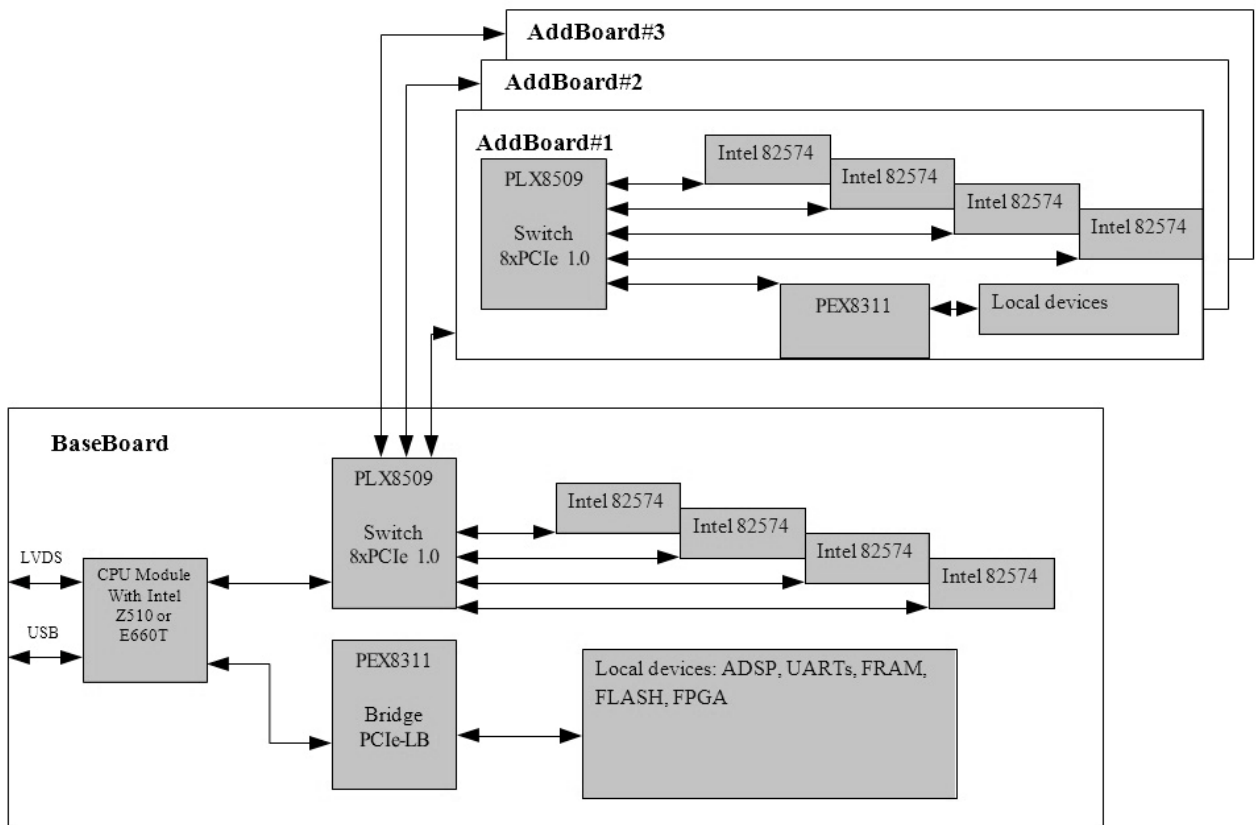 AddBoard#3
AddBoard#2
AddBoard#1
PLX8509
Switch
8xPCIe 1.0
Intel 82574
Intel 82574
Intel 82574
Intel 82574
PEX8311
Local devices
BaseBoard
PLX8509
Switch
8xPCIe 1.0
Intel 82574
Intel 82574
Intel 82574
Intel 82574
LVDS
USB
CPU Module
With Intel
Z510 or
E660T
PEX8311
Bridge
PCIe-LB
Local devices: ADSP, UARTs, FRAM,
FLASH, FPGA